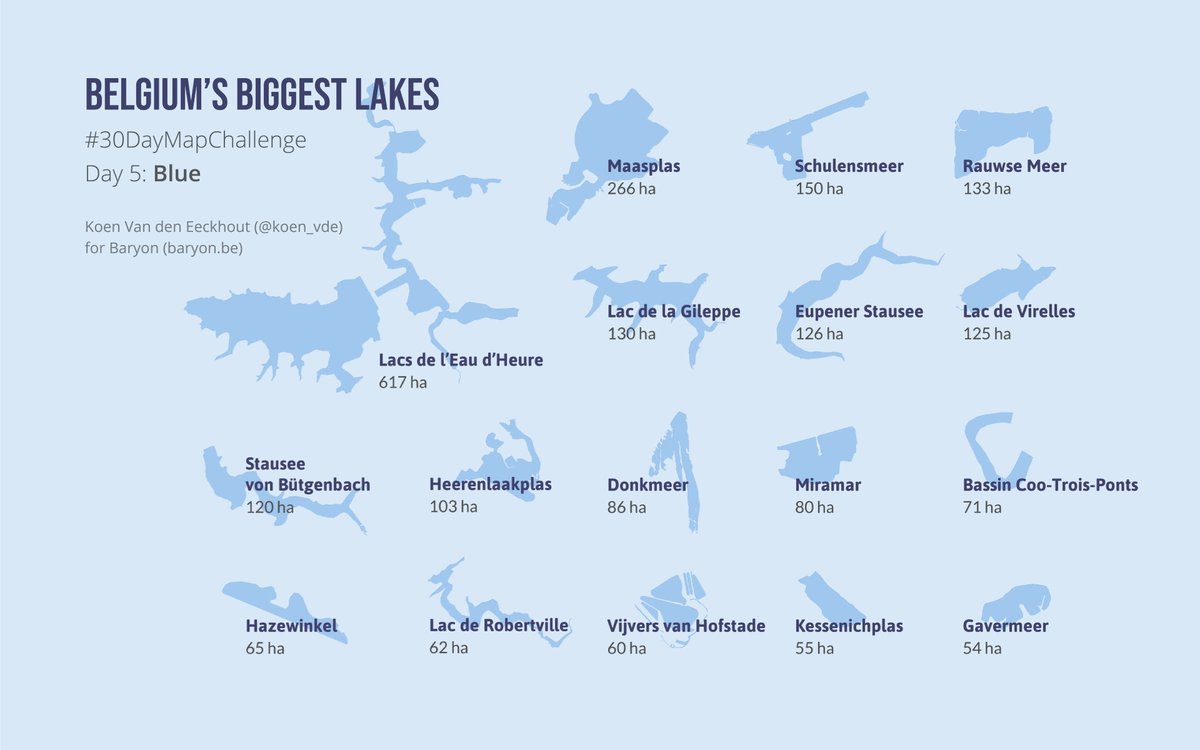 BELGIUM'S BIGGEST LAKES
#30DayMapChallenge
Day 5: Blue
Koen Van den Eeckhout (@koen_vde)
for Baryon (baryon.be)
Lacs de l'Eau d'Heure
617 ha
Maasplas
266 ha
Schulensmeer
150 ha
Rauwse Meer
133 ha
Lac de la Gileppe
130 ha
Eupener Stausee
126 ha
Lac de Virelles
125 ha
Stausee
von Bütgenbach
120 ha
Heerenlaakplas
103 ha
Donkmeer
86 ha
Miramar
80 ha
Bassin Coo-Trois-Ponts
71 ha
Hazewinkel
65 ha
Lac de Robertville
62 ha
Vijvers van Hofstade
60 ha
Kessenichplas
55 ha
Gavermeer
54 ha